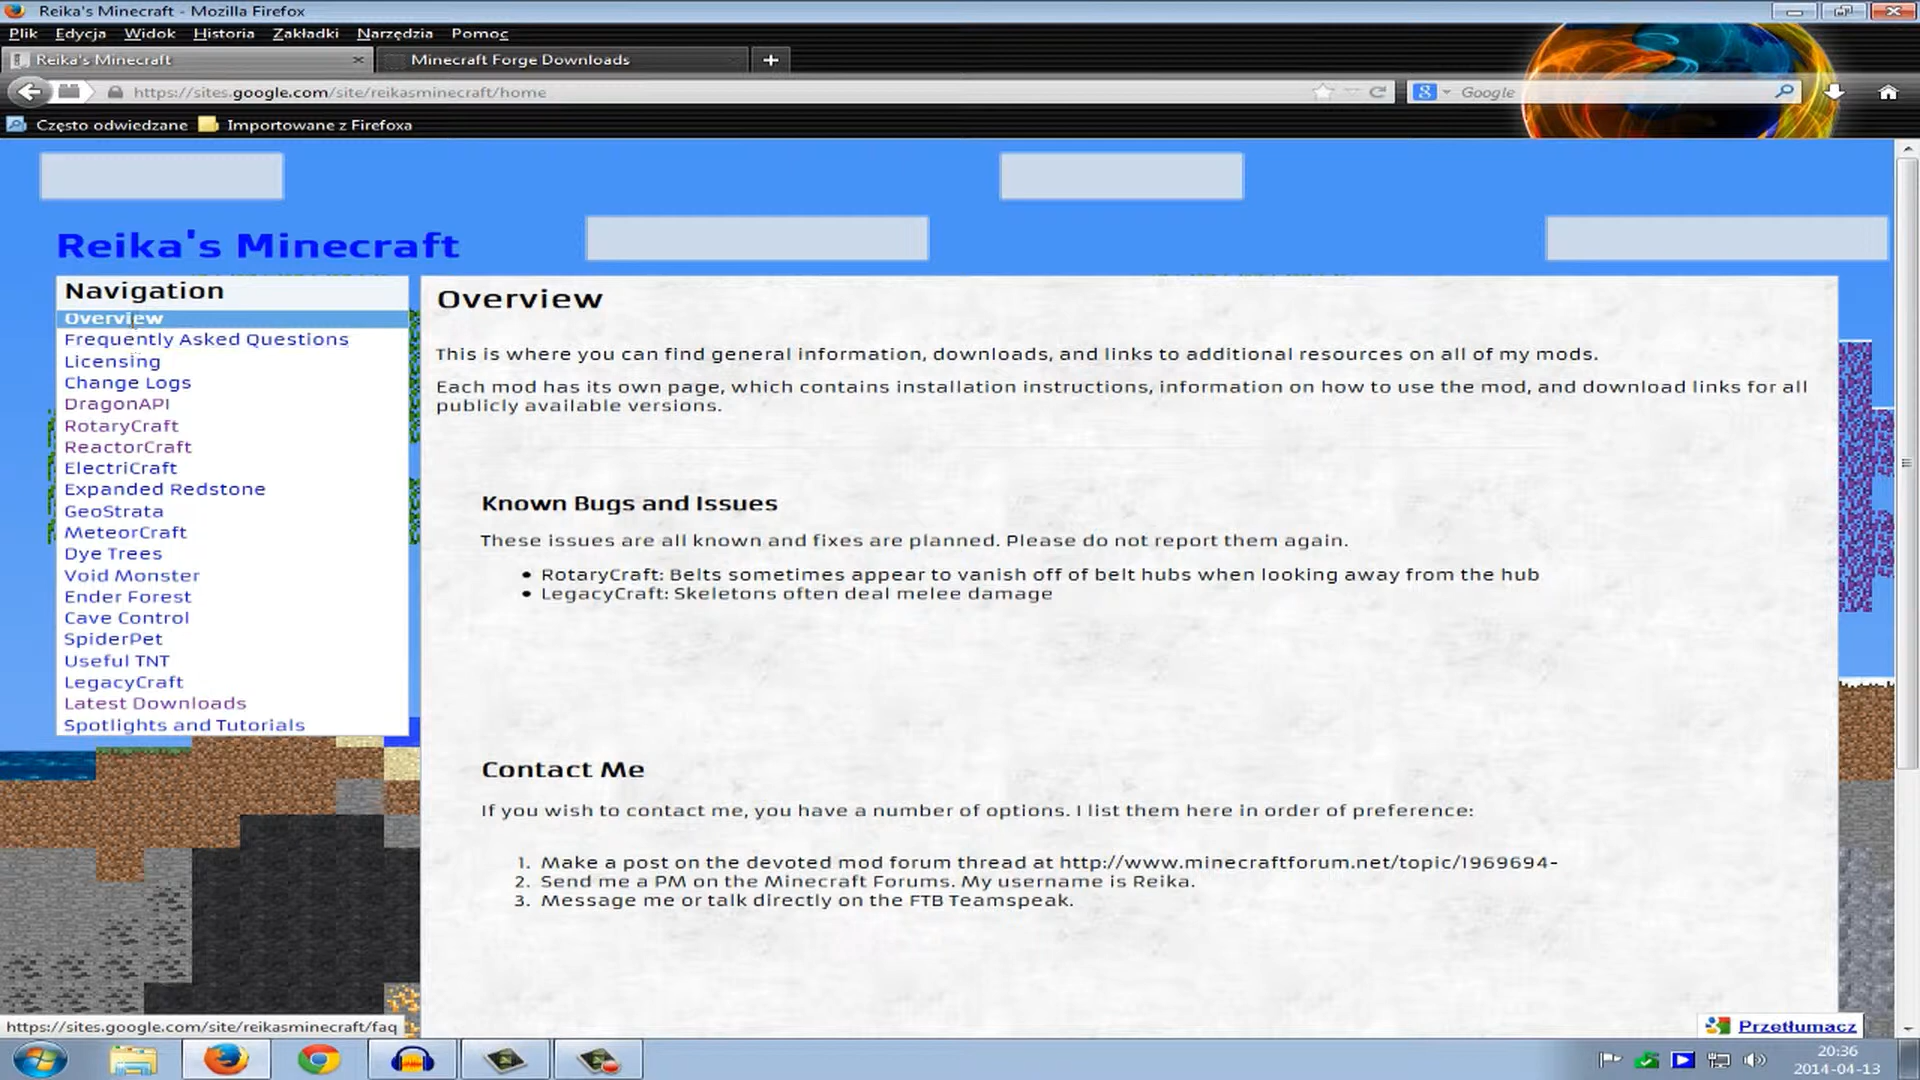 Reika's Minecraft - Mozilla Firefox
Plik Edycja Widok Historia Zakładki Narzędzia Pomoc
Reika's Minecraft
Minecraft Forge Downloads
https://sites.google.com/site/reikasminecraft/home
Google
Często odwiedzane
Importowane z Firefoxa
Reika's Minecraft
Navigation
Overview
Frequently Asked Questions
Licensing
Change Logs
DragonAPI
RotaryCraft
ReactorCraft
ElectriCraft
Expanded Redstone
GeoStrata
MeteorCraft
Dye Trees
Void Monster
Ender Forest
Cave Control
SpiderPet
Useful TNT
LegacyCraft
Latest Downloads
Spotlights and Tutorials
Overview
This is where you can find general information, downloads, and links to additional resources on all of my mods.
Each mod has its own page, which contains installation instructions, information on how to use the mod, and download links for all
publicly available versions.
Known Bugs and Issues
These issues are all known and fixes are planned. Please do not report them again.
• RotaryCraft: Belts sometimes appear to vanish off of belt hubs when looking away from the hub
• LegacyCraft: Skeletons often deal melee damage
Contact Me
If you wish to contact me, you have a number of options. I list them here in order of preference:
1. Make a post on the devoted mod forum thread at http://www.minecraftforum.net/topic/1969694-
2. Send me a PM on the Minecraft Forums. My username is Reika.
3. Message me or talk directly on the FTB Teamspeak.
https://sites.google.com/site/reikasminecraft/faq
Przetłumacz
20:36
2014-04-13